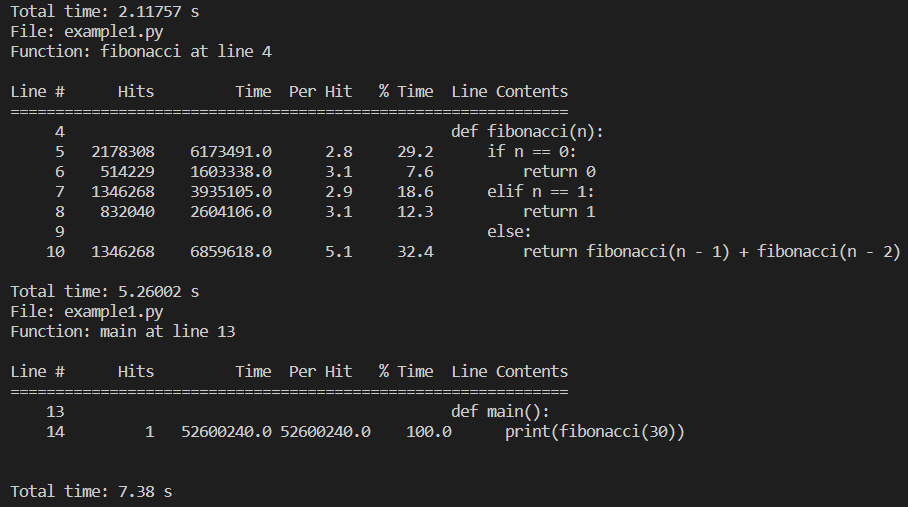 Total time: 2.11757 s
File: example1.py
Function: fibonacci at line 4

Line #      Hits         Time  Per Hit   % Time  Line Contents
==============================================================
     4                                           def fibonacci(n):
     5   2178308    6173491.0      2.8     29.2      if n == 0:
     6    514229    1603338.0      3.1      7.6          return 0
     7   1346268    3935105.0      2.9     18.6      elif n == 1:
     8    832040    2604106.0      3.1     12.3          return 1
     9                                               else:
    10   1346268    6859618.0      5.1     32.4          return fibonacci(n - 1) + fibonacci(n - 2)

Total time: 5.26002 s
File: example1.py
Function: main at line 13

Line #      Hits         Time  Per Hit   % Time  Line Contents
==============================================================
    13                                           def main():
    14         1   52600240.0 52600240.0    100.0      print(fibonacci(30))


Total time: 7.38 s